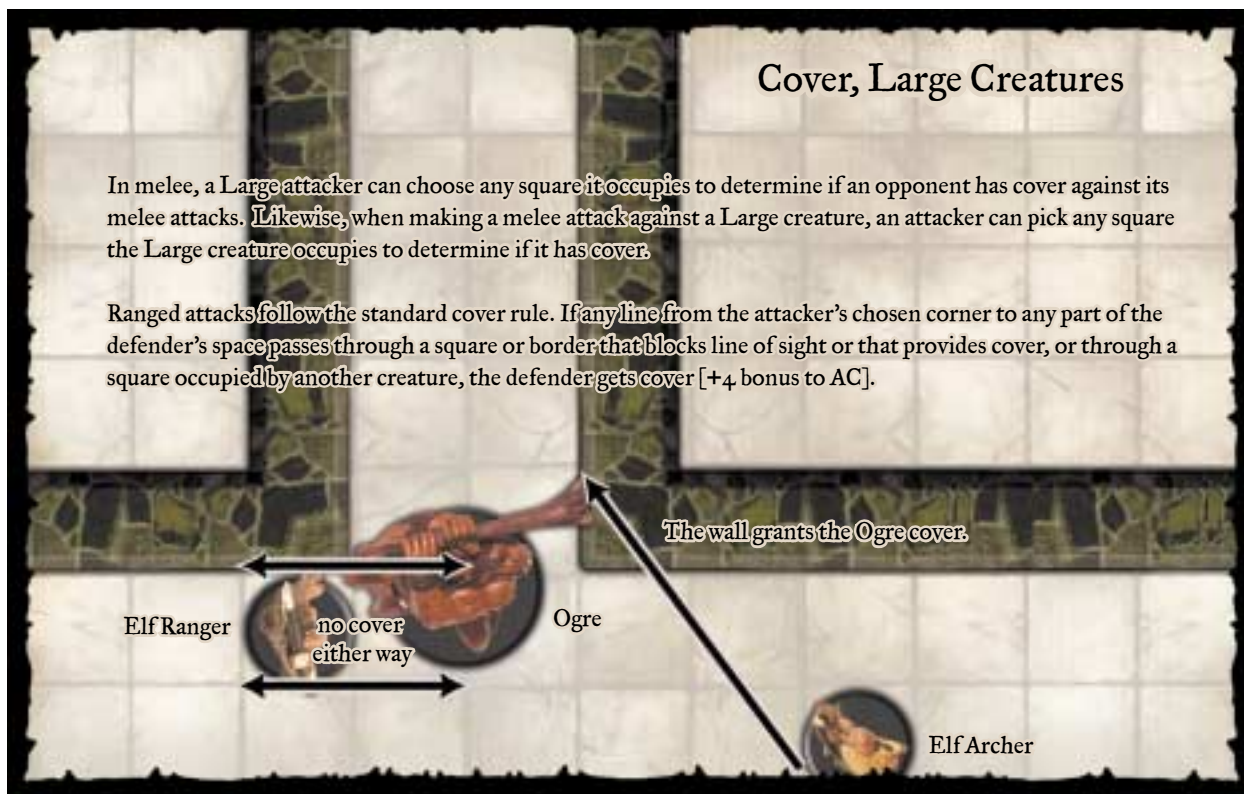 Cover, Large Creatures
In melee, a Large attacker can choose any square it occupies to determine if an opponent has cover against its
melee attacks. Likewise, when making a melee attack against a Large creature, an attacker can pick any square
the Large creature occupies to determine if it has cover.
Ranged attacks follow the standard cover rule. If any line from the attacker's chosen corner to any part of the
defender's space passes through a square or border that blocks line of sight or that provides cover, or through a
square occupied by another creature, the defender gets cover [+4 bonus to AC].
The wall grants the Ogre cover.
Elf Ranger
no cover
either way
Ogre
Elf Archer